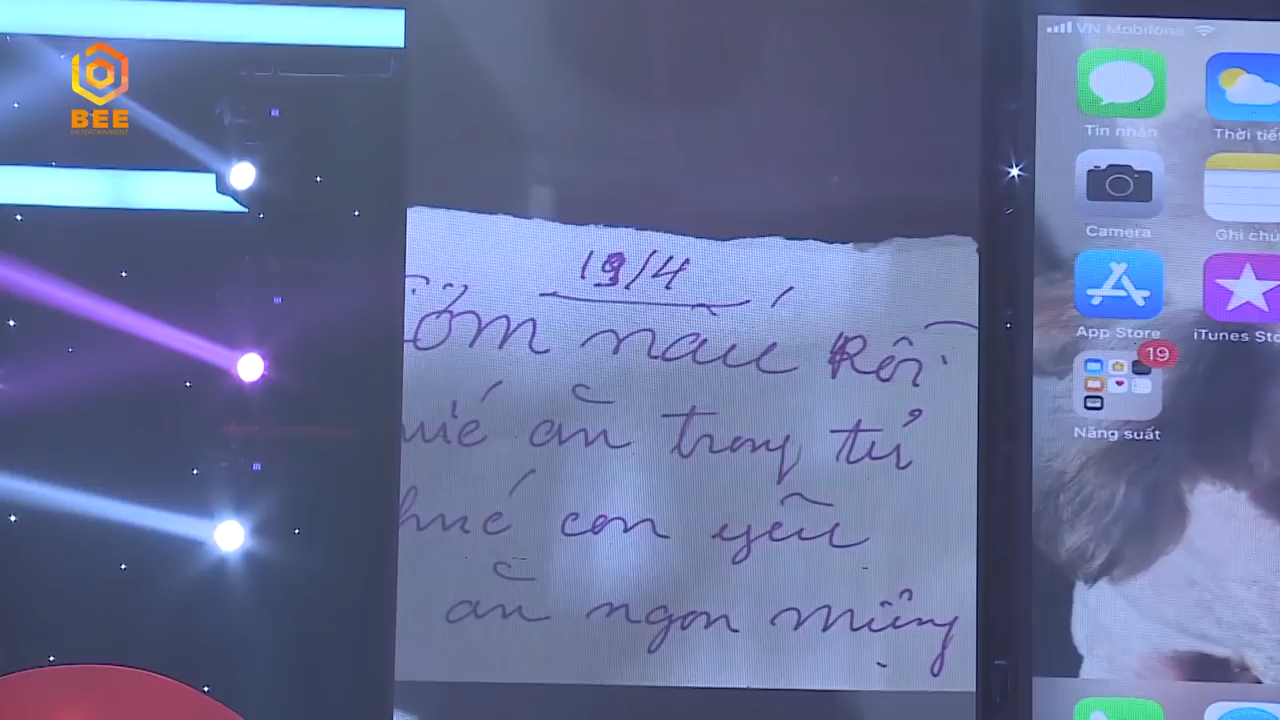 BEE
ENTERTAINMENT
19/4
Cơm nấu Rồi
ăn trong tủ
nhé con yêu
ăn ngon miệng
VN Mobifone
Tin nhắn
Thời tiế
Camera
Ghi chú
App Store
iTunes Sto
19
Năng suất